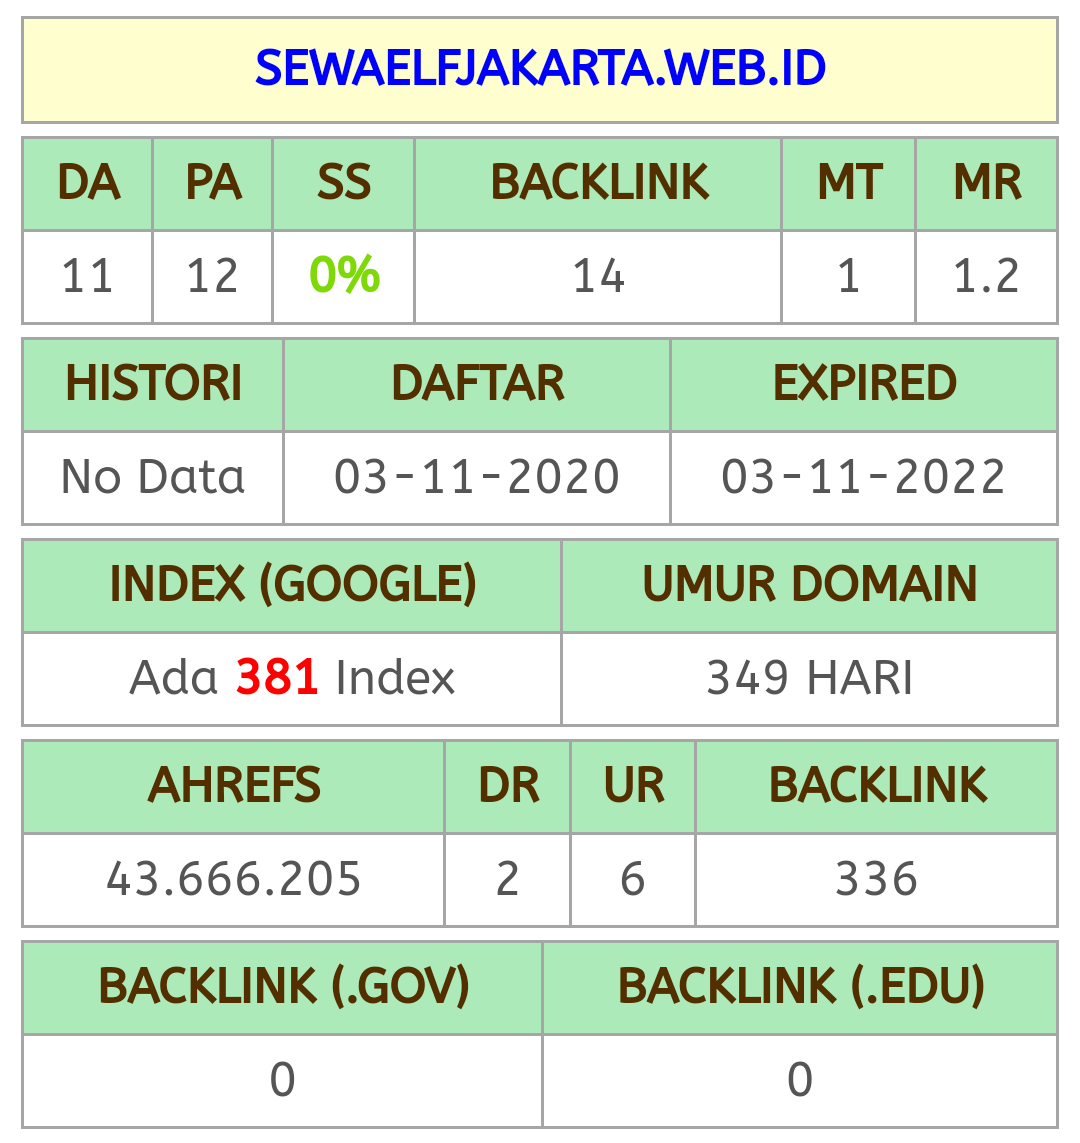 SEWAELFJAKARTA.WEB.ID
DA PA SS BACKLINK MT MR
11 12 0% 14 1 1.2
HISTORI DAFTAR EXPIRED
No Data 03-11-2020 03-11-2022
INDEX (GOOGLE) UMUR DOMAIN
Ada 381 Index 349 HARI
AHREFS DR UR BACKLINK
43.666.205 2 6 336
BACKLINK (.GOV) BACKLINK (.EDU)
0 0